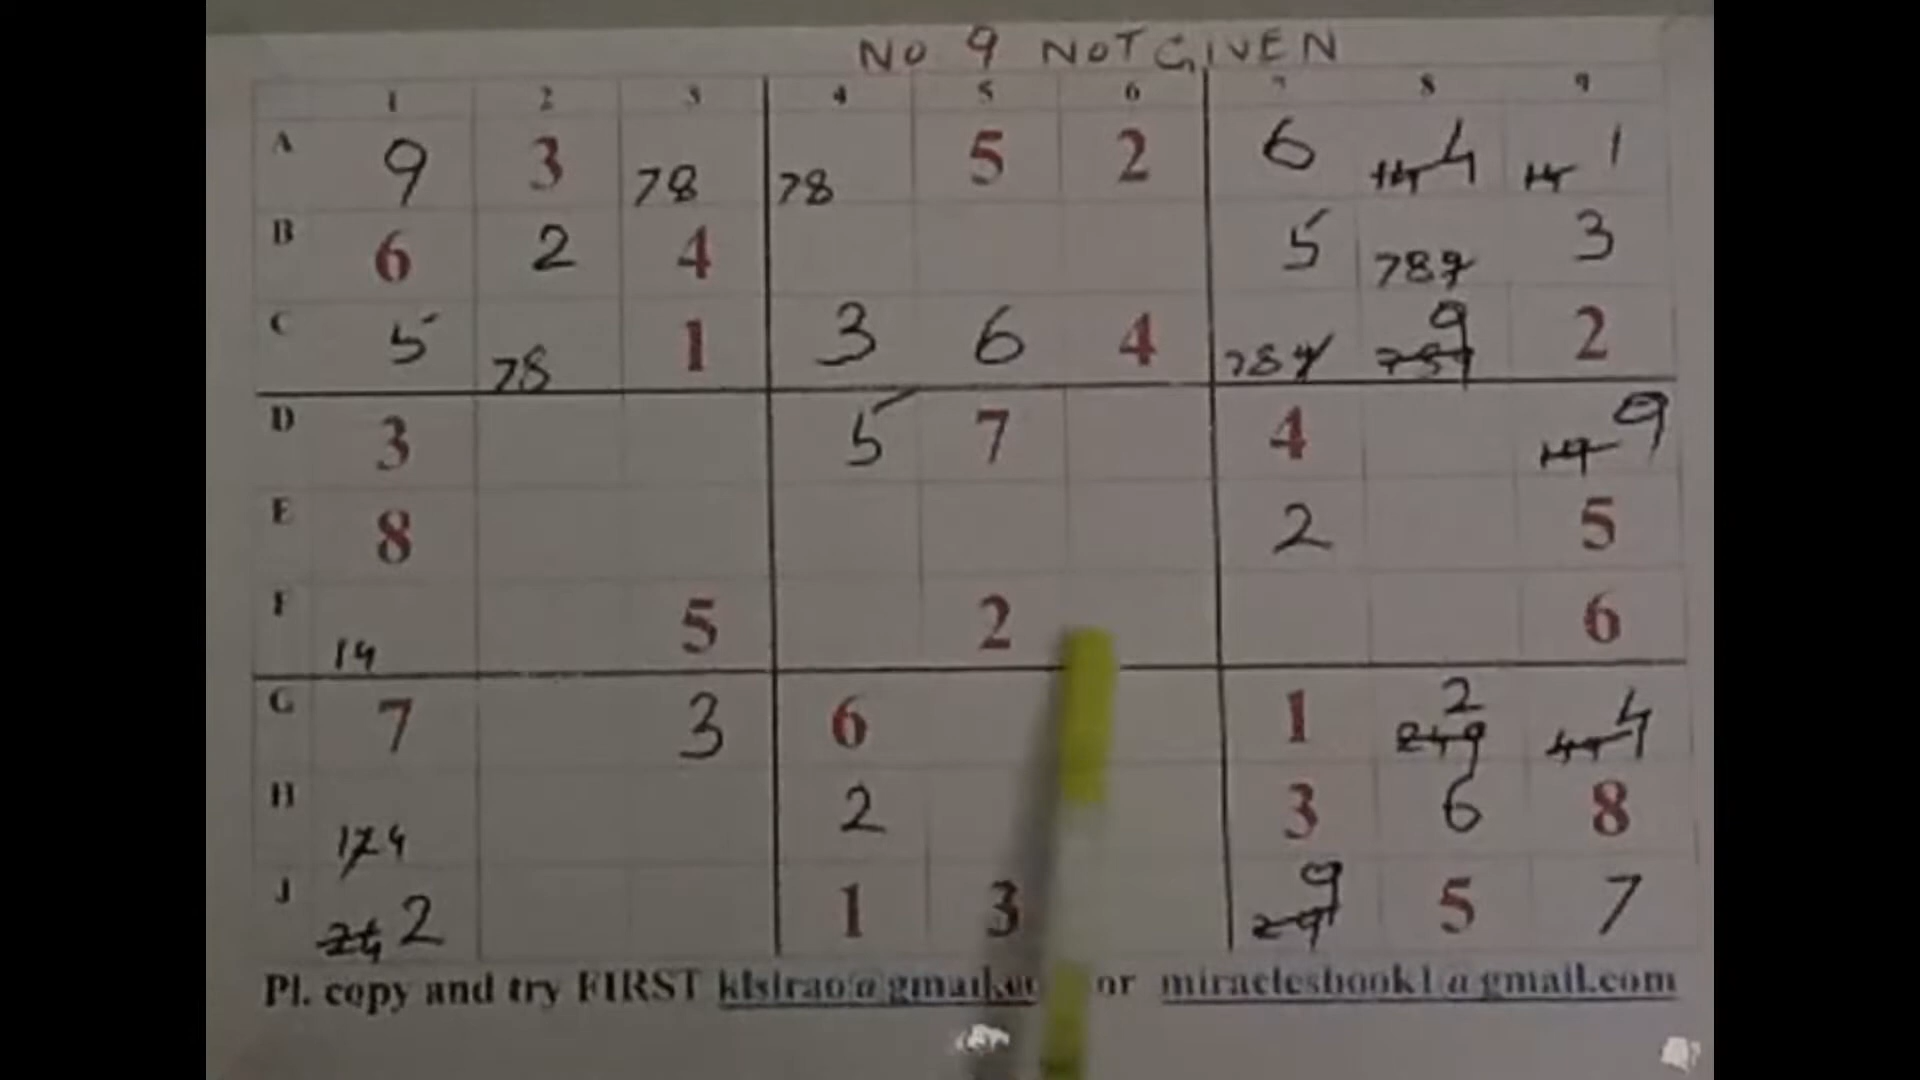 NO 9 NOT GIVEN
1 2 3 4 5 6 7 8 9
A 9 3 78 78 5 2 6 4 1
B 6 2 4 5 789 3
C 5 78 1 3 6 4 787 9 2
D 3 5 7 4 9
E 8 2 5
F 14 5 2 6
G 7 3 6 1 2 4
H 174 2 3 6 8
J 2 1 3 9 5 7
Pl. copy and try FIRST or miraclesbook1@gmail.com